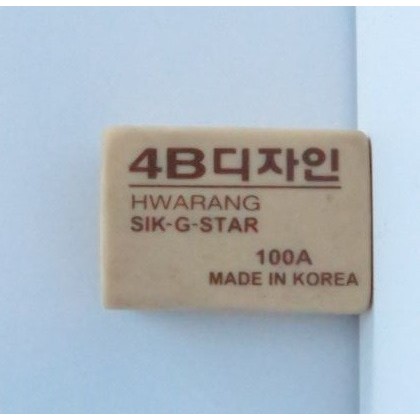 4B디자인
HWARANG
SIK-G-STAR
100A
MADE IN KOREA